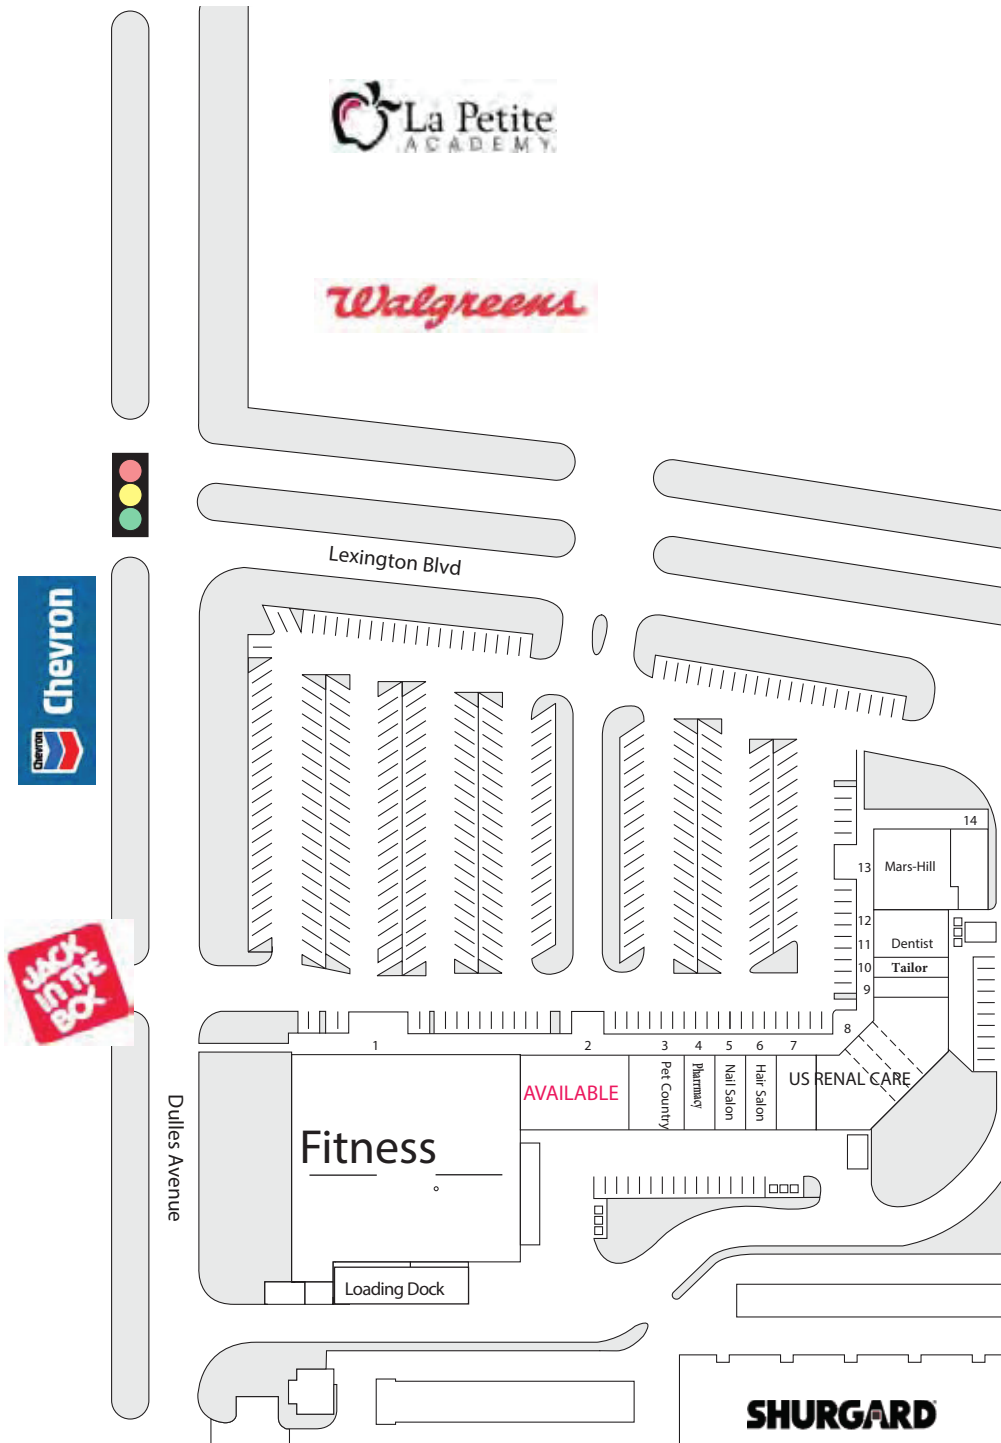 La Petite
ACADEMY
Walgreens
Lexington Blvd
Chevron
Chevron
14
13
Mars-Hill
12
11
Dentist
10
Tailor
9
JACK
IN THE
BOX
8
1
2
3
4
5
6
7
AVAILABLE
Pet Country
Pharmacy
Nail Salon
Hair Salon
US RENAL CARE
Dulles Avenue
Fitness
Loading Dock
SHURGARD